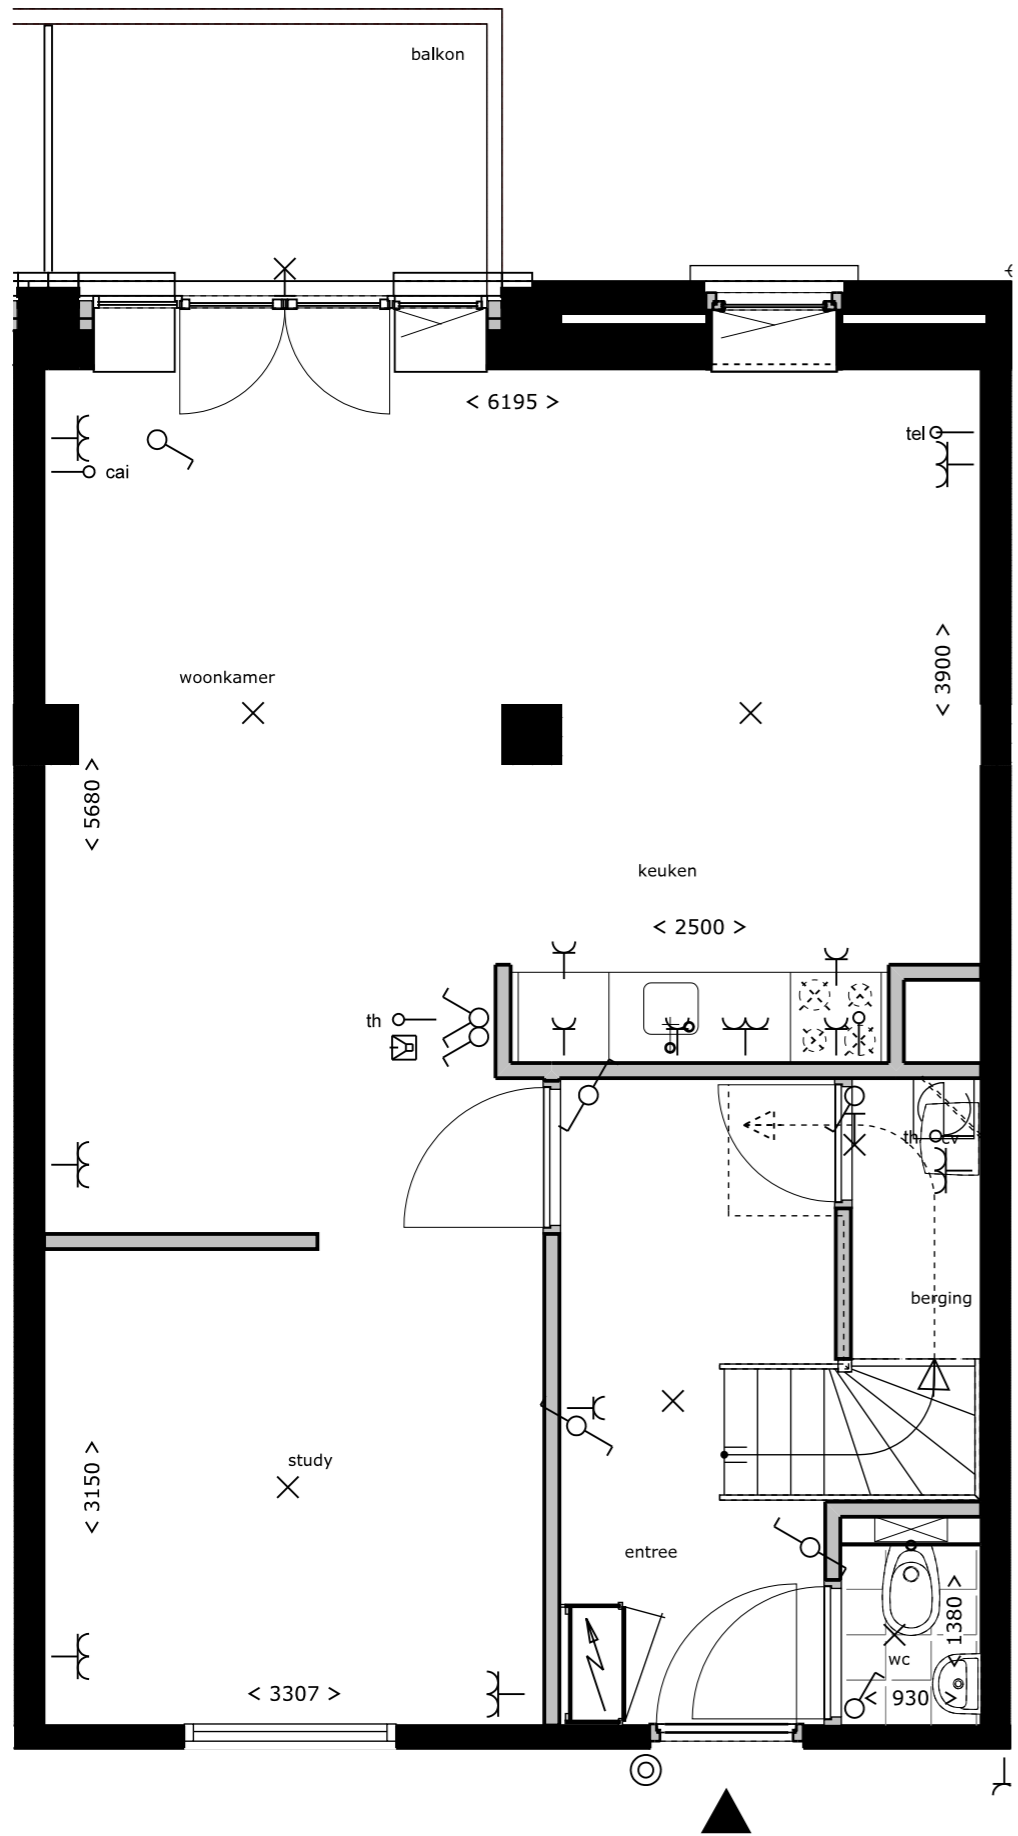 balkon
< 6195 >
cai
tel
< 3900 >
woonkamer
< 5680 >
keuken
< 2500 >
th
th cv
berging
< 3150 >
study
entree
< 1380 >
wc
< 3307 >
< 930 >